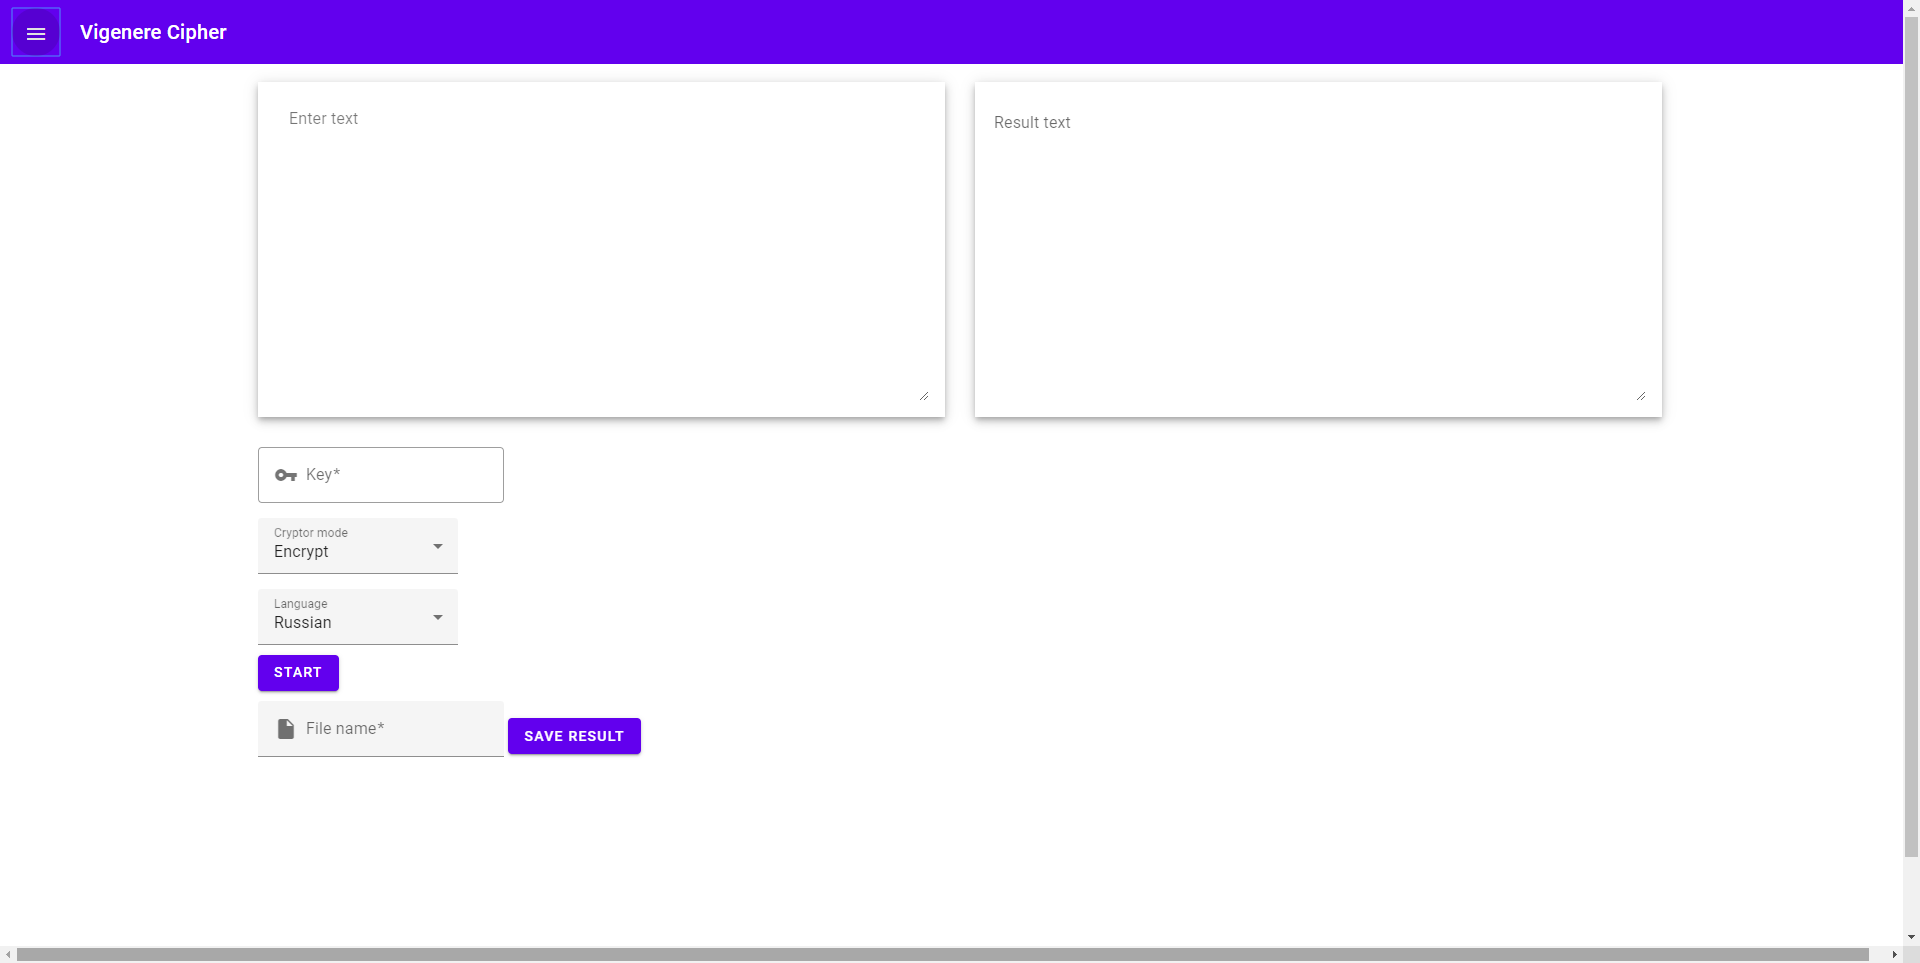 Vigenere Cipher
Enter text
Result text
Key*
Cryptor mode
Encrypt
Language
Russian
START
File name*
SAVE RESULT